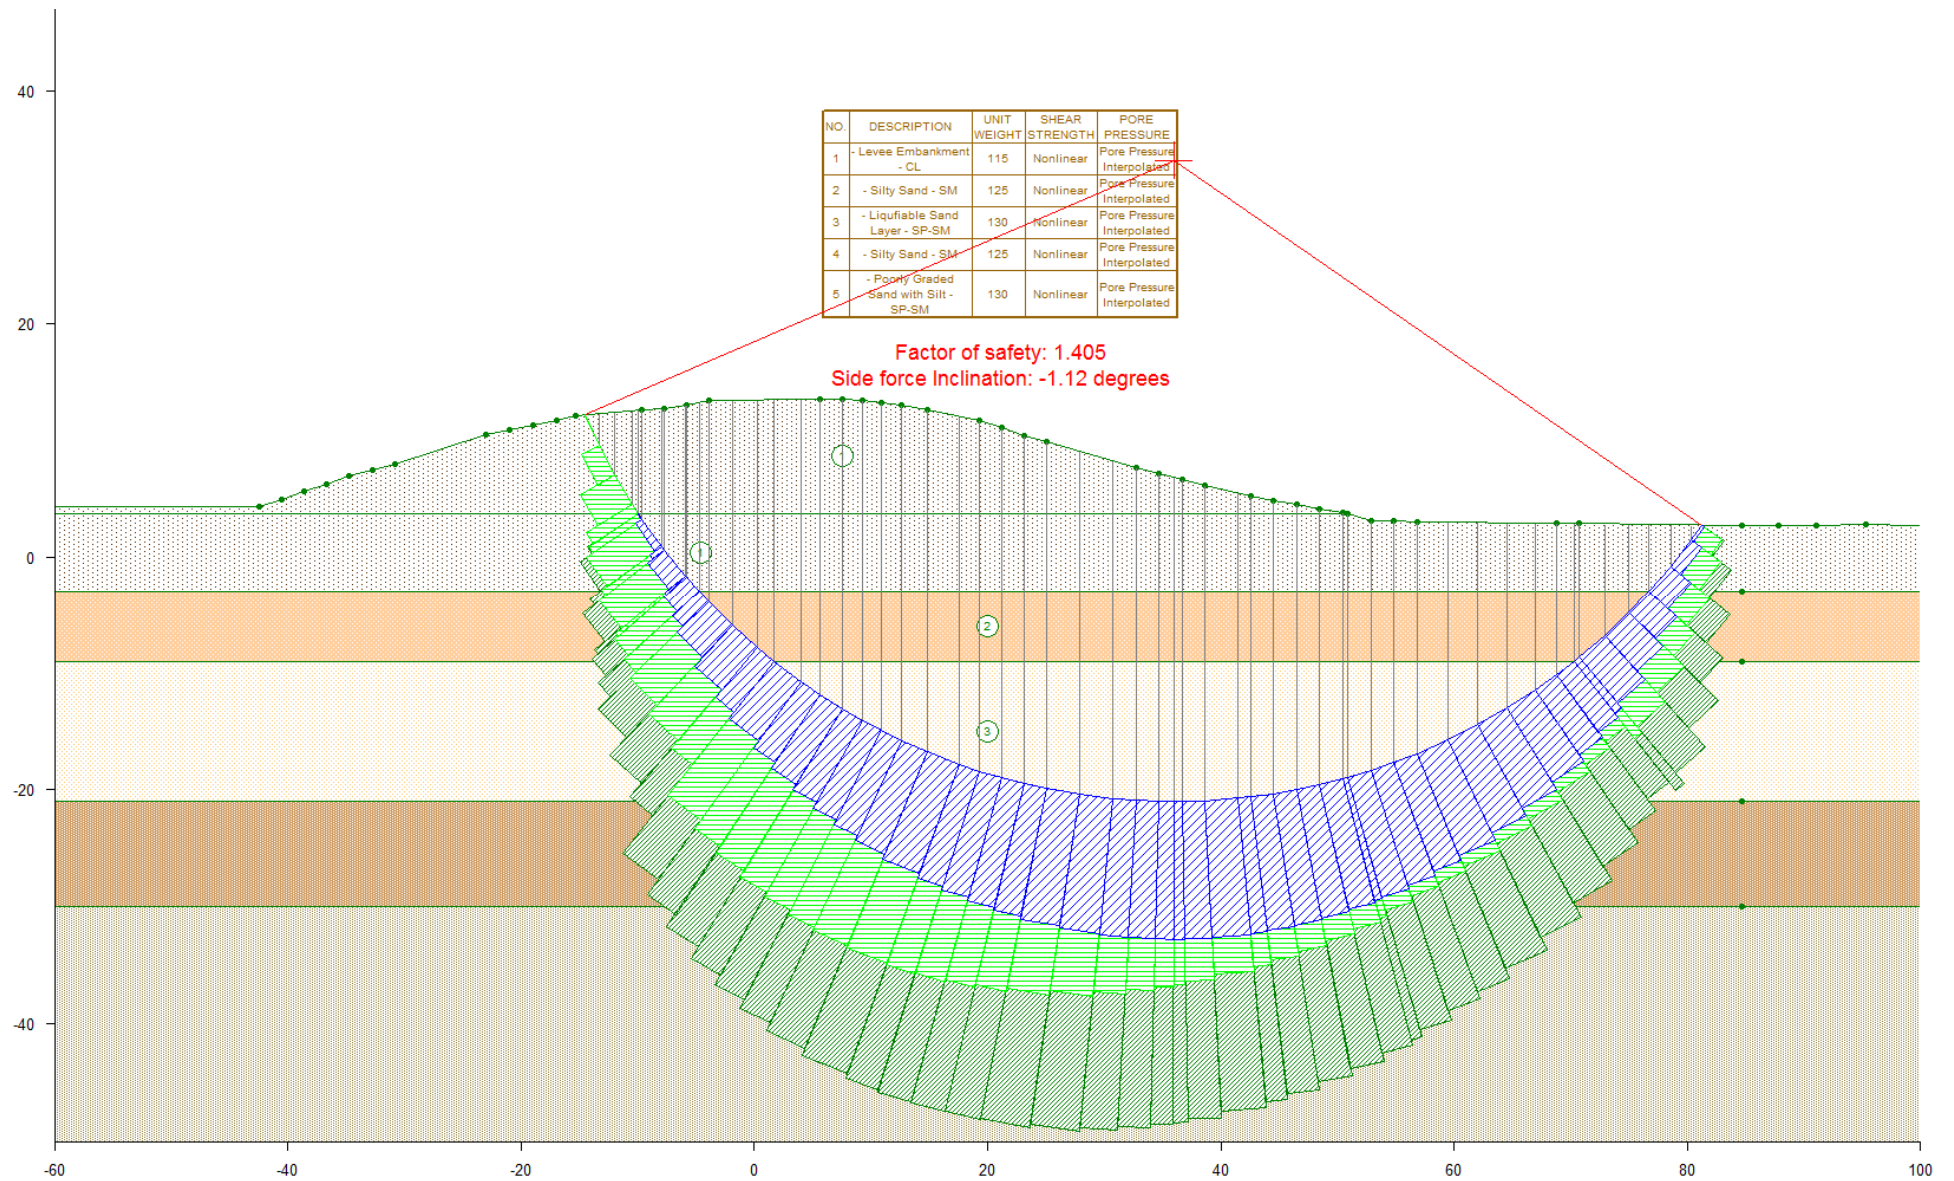 40
NO. DESCRIPTION UNIT WEIGHT SHEAR STRENGTH PORE PRESSURE
1 - Levee Embankment - CL 115 Nonlinear Pore Pressure Interpolated
2 - Silty Sand - SM 125 Nonlinear Pore Pressure Interpolated
3 - Liqufiable Sand Layer - SP-SM 130 Nonlinear Pore Pressure Interpolated
4 - Silty Sand - SM 125 Nonlinear Pore Pressure Interpolated
5 - Poorly Graded Sand with Silt - SP-SM 130 Nonlinear Pore Pressure Interpolated
20
Factor of safety: 1.405
Side force Inclination: -1.12 degrees
1
0
1
2
3
-20
-40
-60 -40 -20 0 20 40 60 80 100